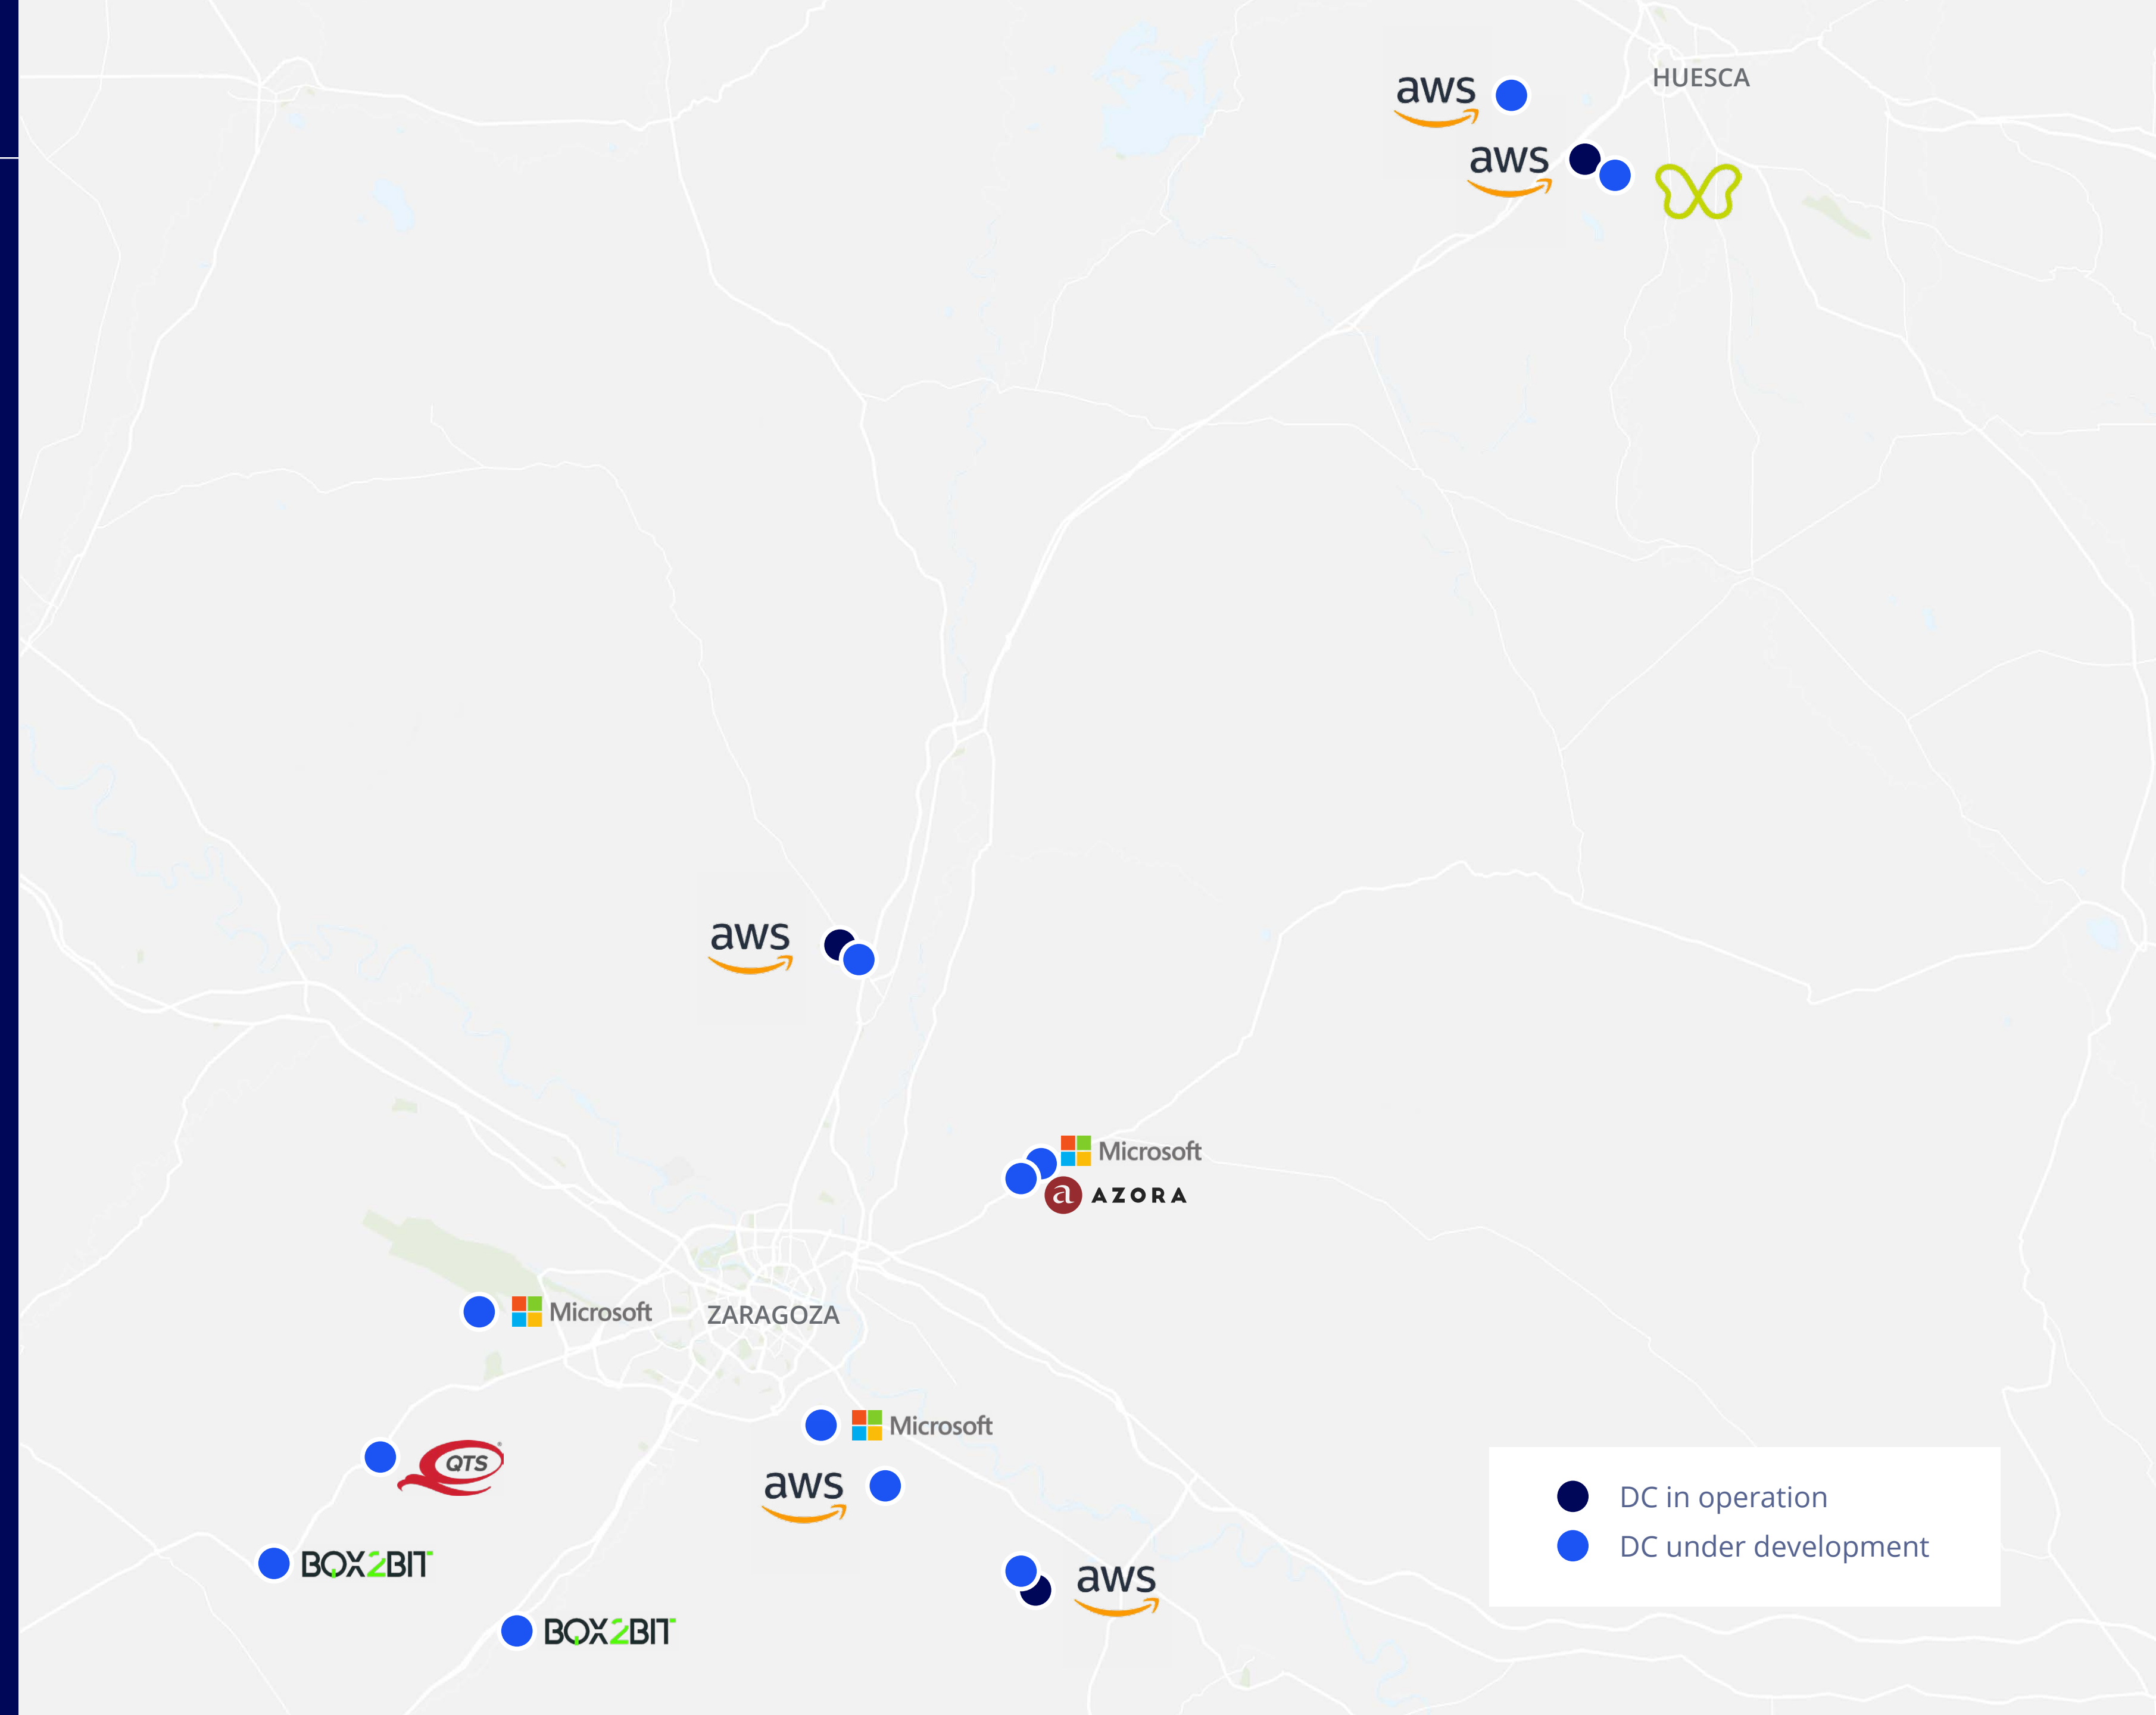 HUESCA
aws
aws
aws
Microsoft
a AZORA
Microsoft
ZARAGOZA
Microsoft
QTS
aws
BOX2BIT
aws
BOX2BIT
DC in operation
DC under development